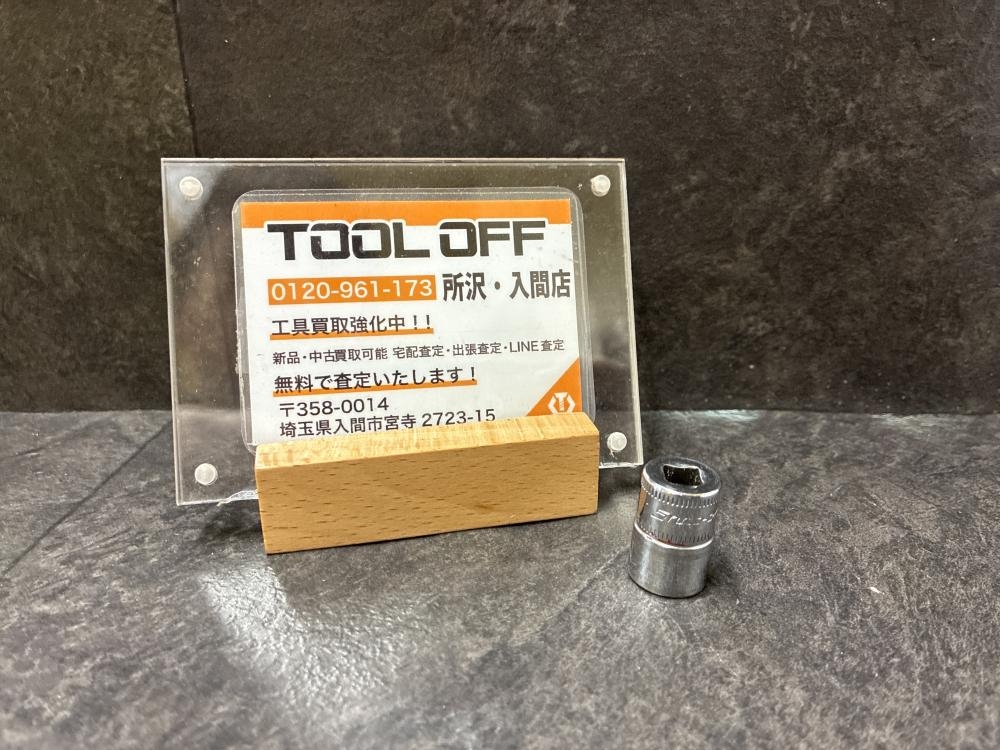 TOOL OFF
0120-961-173 所沢・入間店
工具買取強化中！！
新品・中古買取可能 宅配査定・出張査定・LINE査定
無料で査定いたします！
〒358-0014
埼玉県入間市宮寺 2723-15